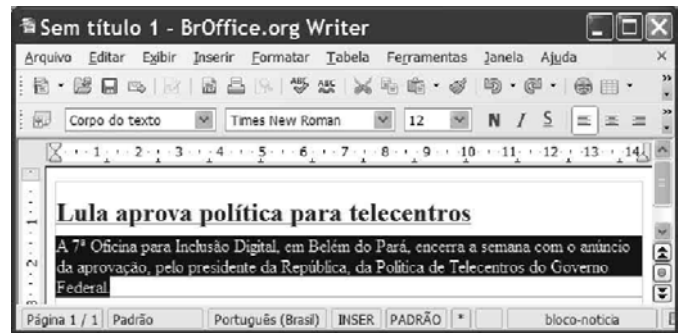 Sem título 1 - BrOffice.org Writer
Arquivo Editar Exibir Inserir Formatar Tabela Ferramentas Janela Ajuda
Corpo do texto Times New Roman 12 N I S
1 2 3 4 5 6 7 8 9 10 11 12 13 14
Lula aprova política para telecentros
A 7ª Oficina para Inclusão Digital, em Belém do Pará, encerra a semana com o anúncio
da aprovação, pelo presidente da República, da Política de Telecentros do Governo
Federal.
Página 1 / 1 Padrão Português (Brasil) INSER PADRÃO * bloco-noticia